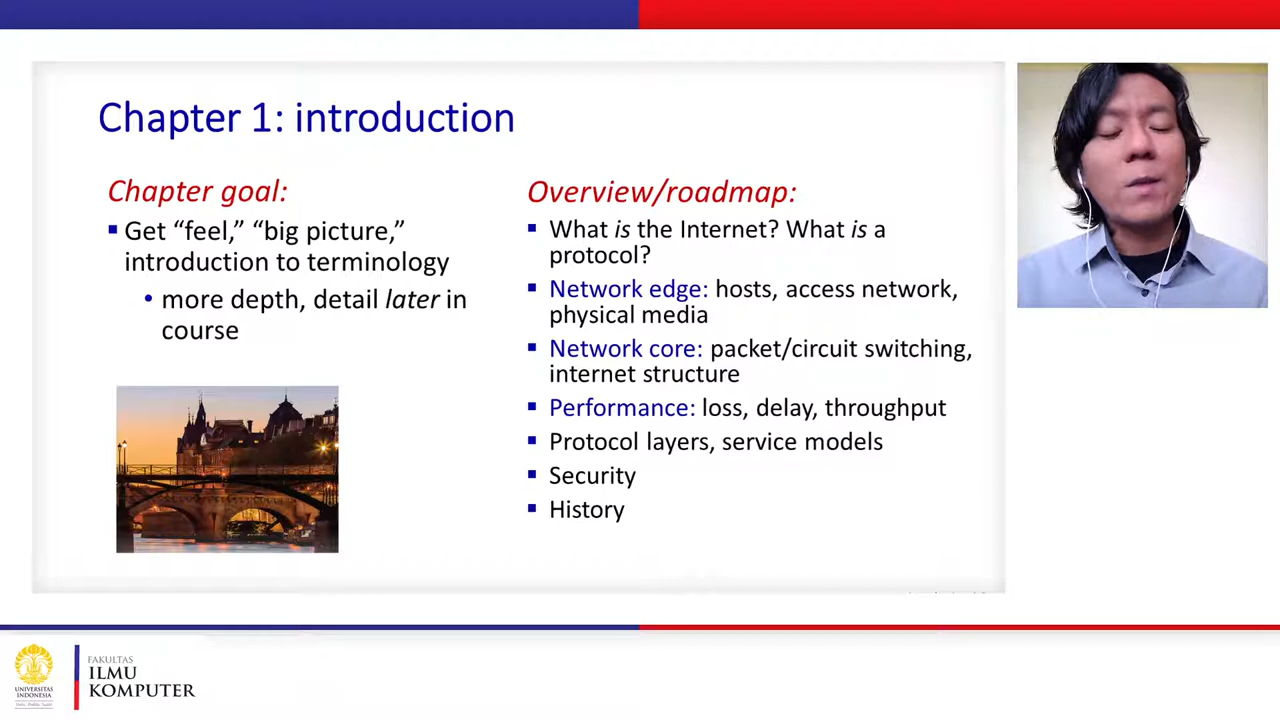 Chapter 1: introduction
Chapter goal:
▪ Get “feel,” “big picture,”
introduction to terminology
• more depth, detail later in
course
Overview/roadmap:
▪ What is the Internet? What is a
protocol?
▪ Network edge: hosts, access network,
physical media
▪ Network core: packet/circuit switching,
internet structure
▪ Performance: loss, delay, throughput
▪ Protocol layers, service models
▪ Security
▪ History
UNIVERSITAS
INDONESIA
FAKULTAS
ILMU
KOMPUTER